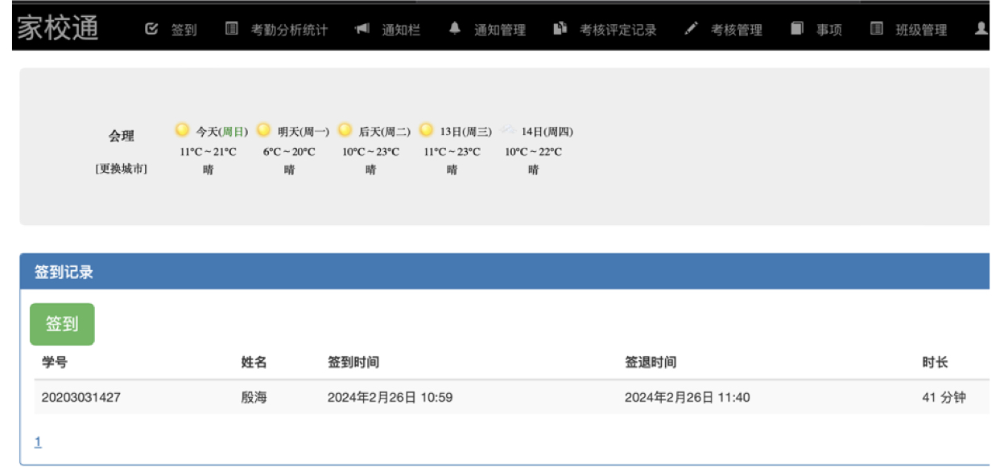 家校通 签到 考勤分析统计 通知栏 通知管理 考核评定记录 考核管理 事项 班级管理
会理 今天(周日) 明天(周一) 后天(周二) 13日(周三) 14日(周四)
11°C ~ 21°C 6°C ~ 20°C 10°C ~ 23°C 11°C ~ 23°C 10°C ~ 22°C
[更换城市] 晴 晴 晴 晴 晴
签到记录
签到
学号 姓名 签到时间 签退时间 时长
20203031427 殷海 2024年2月26日 10:59 2024年2月26日 11:40 41 分钟
1